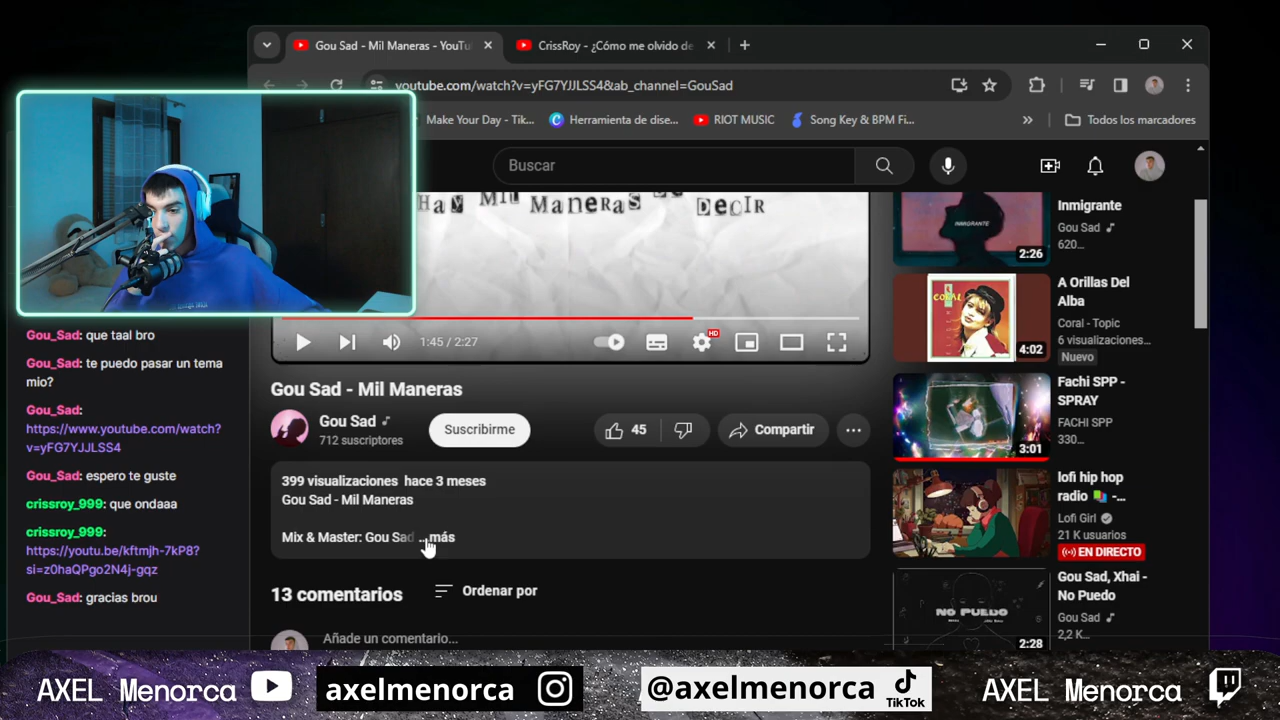 Gou Sad - Mil Maneras - YouTu
CrissRoy - ¿Cómo me olvido de
youtube.com/watch?v=yFG7YJJLSS4&ab_channel=GouSad
Make Your Day - Tik...
Herramienta de dise...
RIOT MUSIC
Song Key & BPM Fi...
»
Todos los marcadores
Buscar
Hay Mil Maneras De Decir
1:45 / 2:27
HD
Gou Sad - Mil Maneras
Gou Sad
712 suscriptores
Suscribirme
45
Compartir
399 visualizaciones hace 3 meses
Gou Sad - Mil Maneras
Mix & Master: Gou Sad ...más
13 comentarios
Ordenar por
Añade un comentario...
INMIGRANTE
2:26
Inmigrante
Gou Sad
620...
CORAL
4:02
A Orillas Del
Alba
Coral - Topic
6 visualizaciones...
Nuevo
3:01
Fachi SPP -
SPRAY
FACHI SPP
330...
lofi hip hop
radio 📚 -...
Lofi Girl
21 K usuarios
EN DIRECTO
NO PUEDO
2:28
Gou Sad, Xhai - No Puedo
Gou Sad
2,2 K...
Gou_Sad: que taal bro
Gou_Sad: te puedo pasar un tema
mio?
Gou_Sad:
https://www.youtube.com/watch?
v=yFG7YJJLSS4
Gou_Sad: espero te guste
crissroy_999: que ondaaa
crissroy_999:
https://youtu.be/kftmjh-7kP8?
si=z0haQPgo2N4j-gqz
Gou_Sad: gracias brou
AXEL Menorca
axelmenorca
@axelmenorca
TikTok
AXEL Menorca